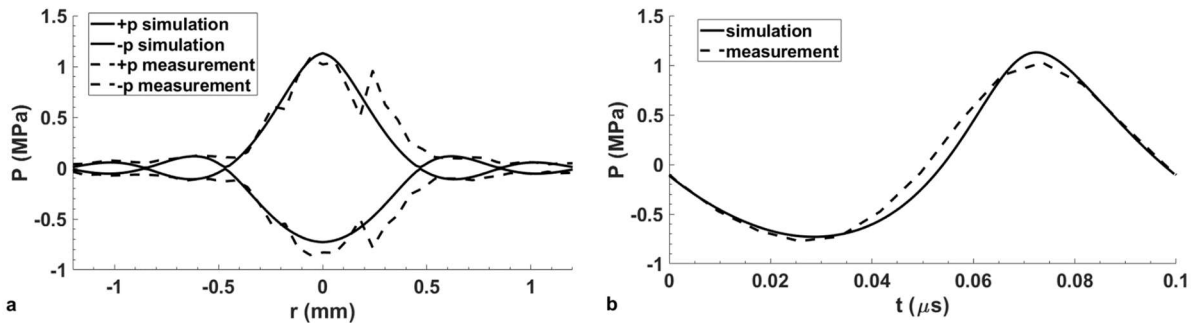 +p simulation
-p simulation
+p measurement
-p measurement
1.5
1
0.5
0
-0.5
-1
P (MPa)
-1
-0.5
0
0.5
1
r (mm)
a
simulation
measurement
1.5
1
0.5
0
-0.5
-1
P (MPa)
0
0.02
0.04
0.06
0.08
0.1
t (μs)
b